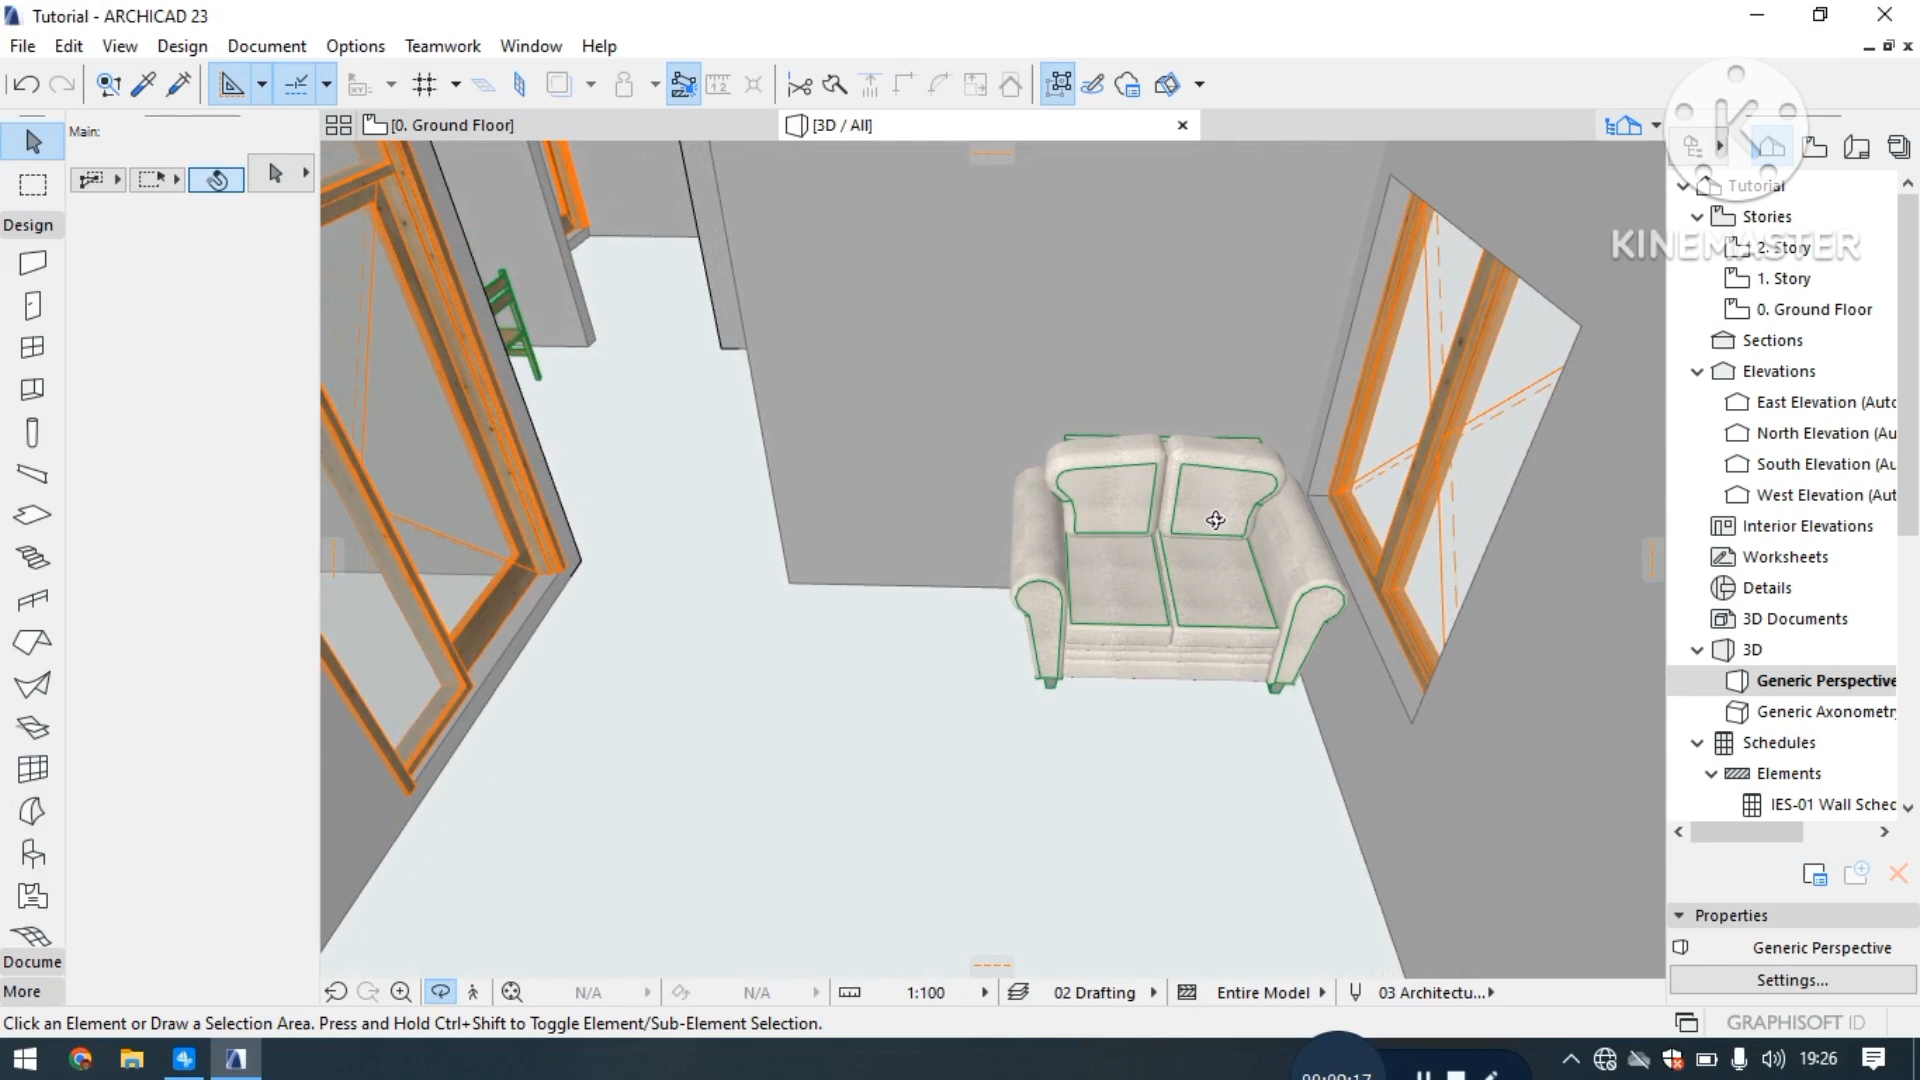 Tutorial - ARCHICAD 23
File Edit View Design Document Options Teamwork Window Help
Main:
[0. Ground Floor]
[3D / All]
Design
Docume
More
KINEMASTER
Tutorial
Stories
2. Story
1. Story
0. Ground Floor
Sections
Elevations
East Elevation (Autc
North Elevation (Au
South Elevation (Au
West Elevation (Aut
Interior Elevations
Worksheets
Details
3D Documents
3D
Generic Perspective
Generic Axonometr
Schedules
Elements
IES-01 Wall Sched
Properties
Generic Perspective
Settings...
N/A N/A 1:100 02 Drafting Entire Model 03 Architectu...
Click an Element or Draw a Selection Area. Press and Hold Ctrl+Shift to Toggle Element/Sub-Element Selection.
GRAPHISOFT ID
19:26